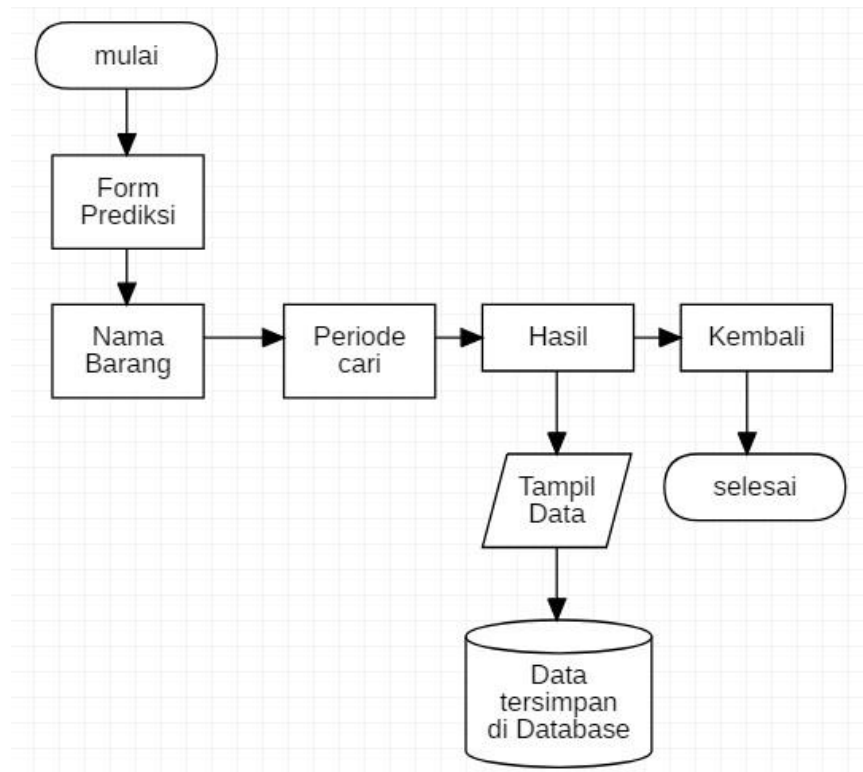 mulai
Form
Prediksi
Nama
Barang
Periode
cari
Hasil
Kembali
Tampil
Data
selesai
Data
tersimpan
di Database